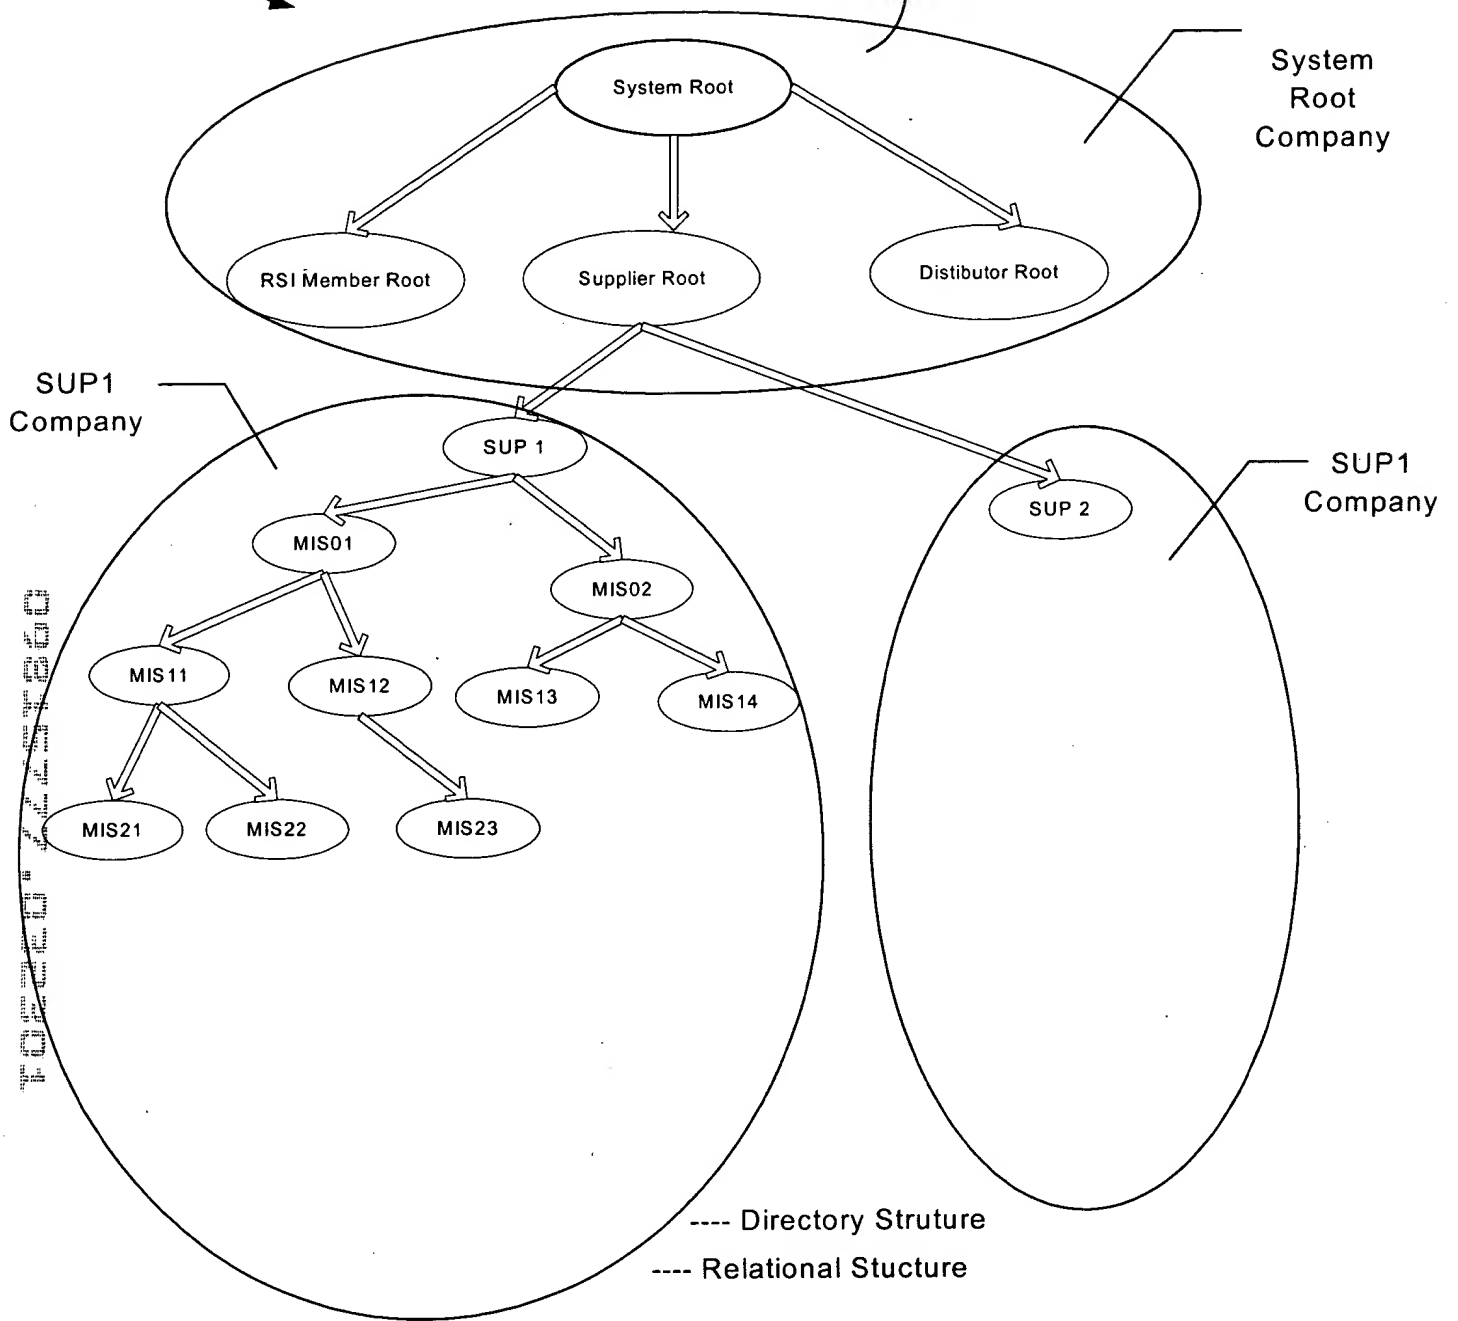 System Root
System
Root
Company
RSI Member Root
Supplier Root
Distibutor Root
SUP1
Company
SUP 1
SUP1
Company
SUP 2
MIS01
MIS02
MIS11
MIS12
MIS13
MIS14
MIS21
MIS22
MIS23
---- Directory Struture
---- Relational Stucture